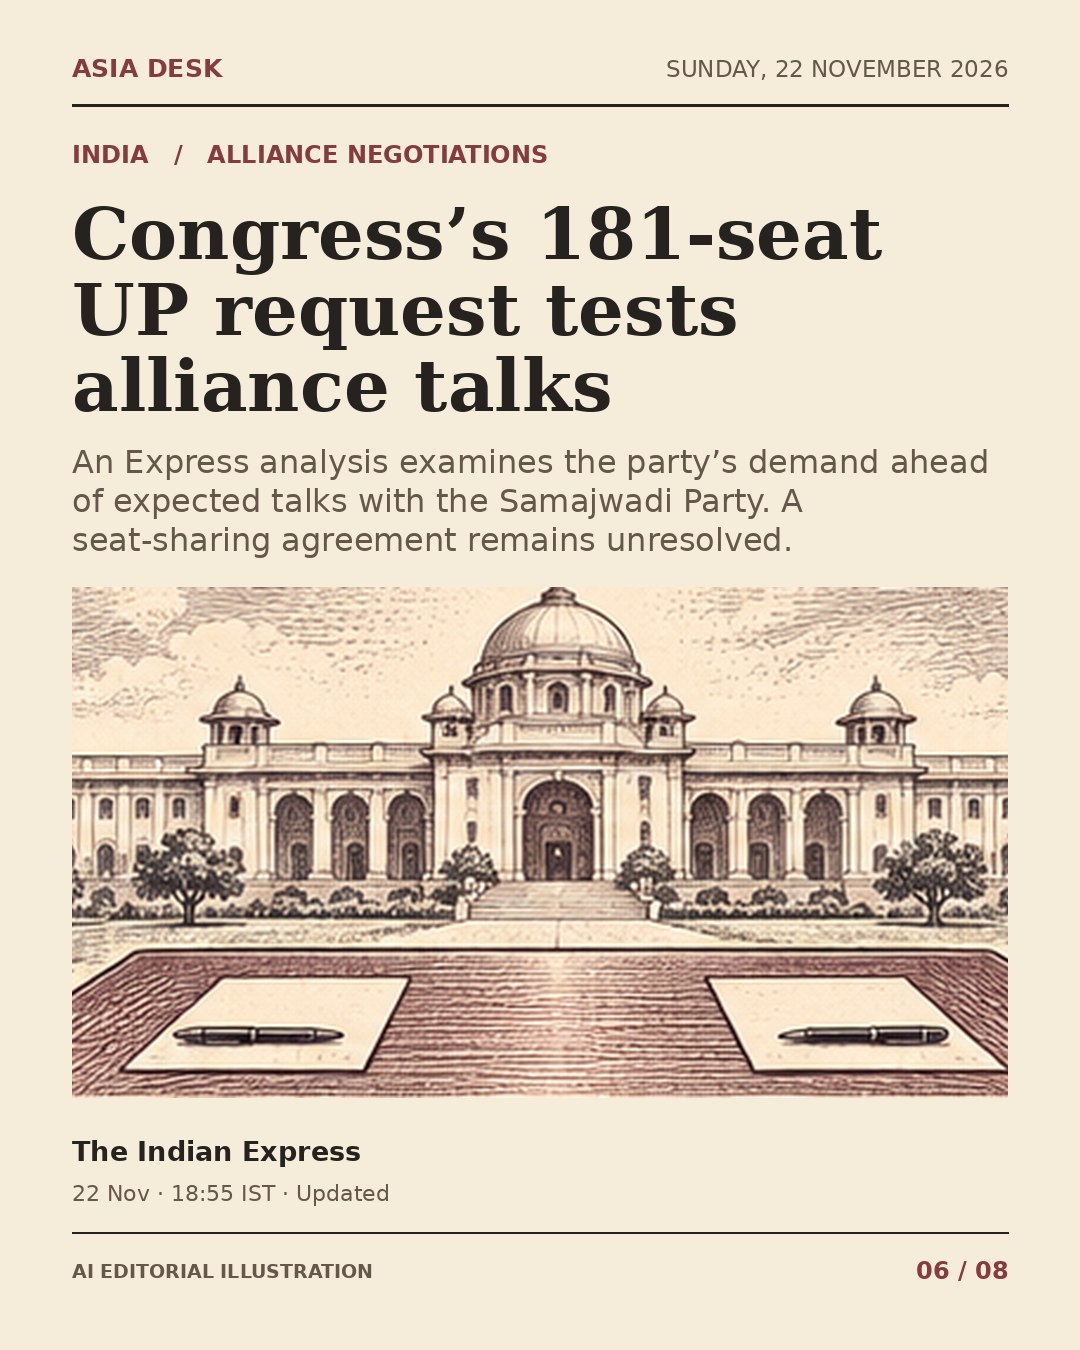 ASIA DESK
SUNDAY, 22 NOVEMBER 2026
INDIA / ALLIANCE NEGOTIATIONS
Congress’s 181-seat
UP request tests
alliance talks
An Express analysis examines the party’s demand ahead
of expected talks with the Samajwadi Party. A
seat-sharing agreement remains unresolved.
The Indian Express
22 Nov · 18:55 IST · Updated
AI EDITORIAL ILLUSTRATION
06 / 08